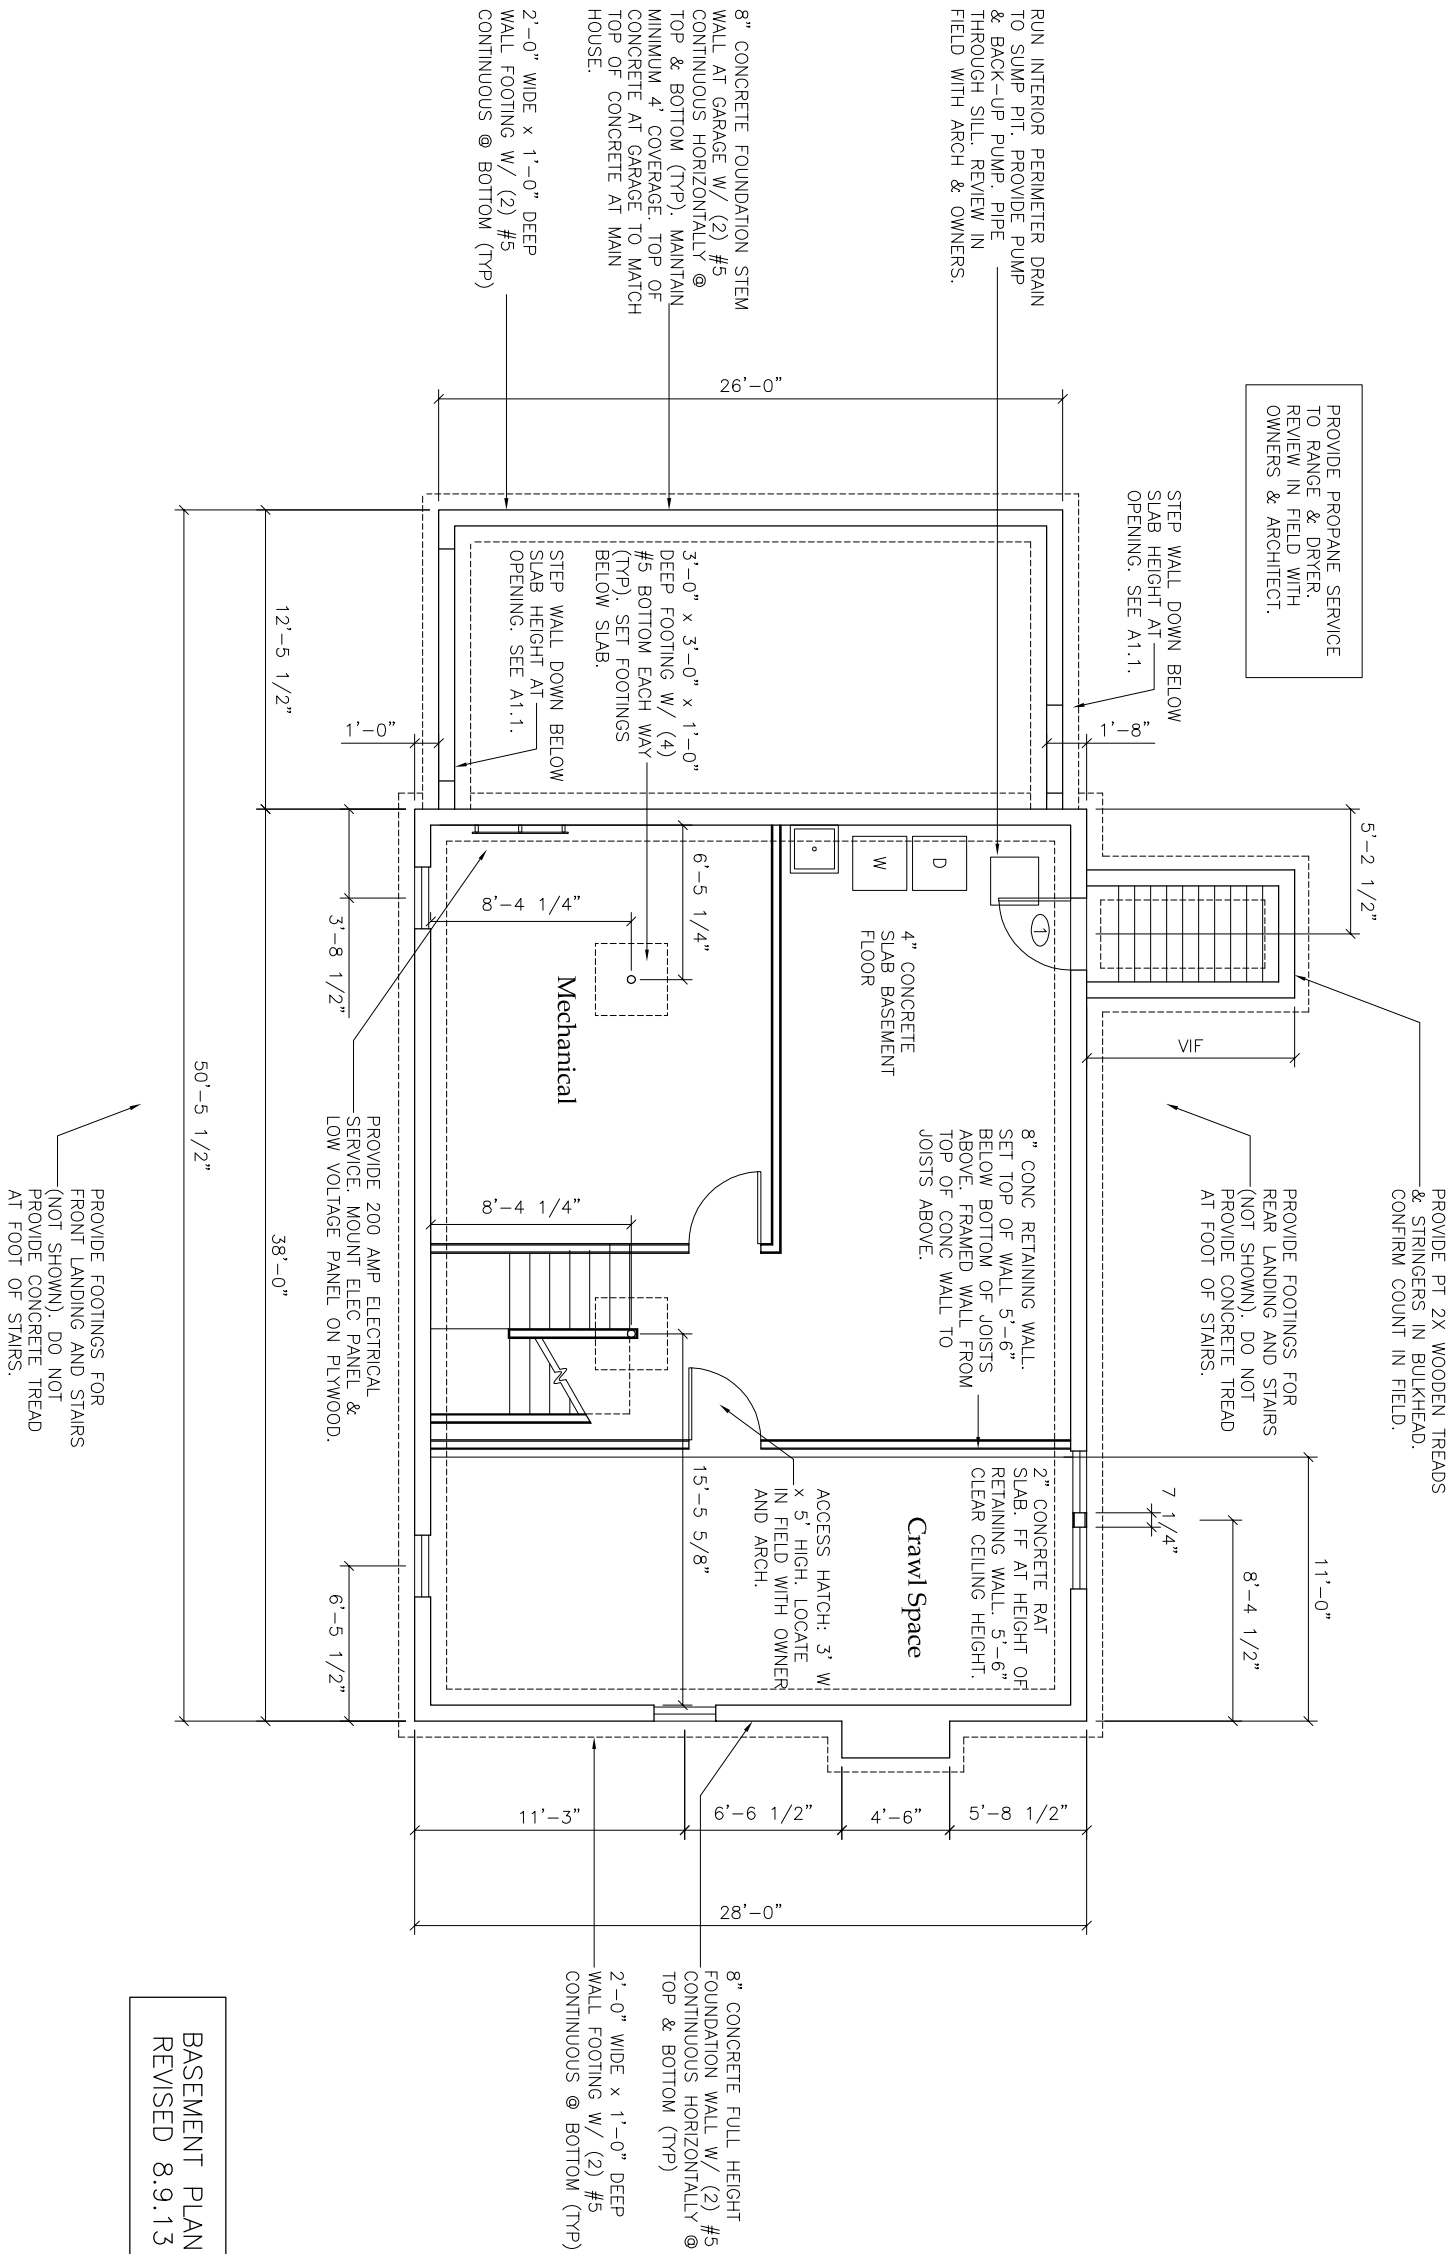 PROVIDE PROPANE SERVICE
TO RANGE & DRYER.
REVIEW IN FIELD WITH
OWNERS & ARCHITECT.
RUN INTERIOR PERIMETER DRAIN
TO SUMP PIT. PROVIDE PUMP
& BACK-UP PUMP. PIPE
THROUGH SILL. REVIEW IN
FIELD WITH ARCH & OWNERS.
8" CONCRETE FOUNDATION STEM
WALL AT GARAGE W/ (2) #5
CONTINUOUS HORIZONTALLY @
TOP & BOTTOM (TYP). MAINTAIN
MINIMUM 4' COVERAGE. TOP OF
CONCRETE AT GARAGE TO MATCH
TOP OF CONCRETE AT MAIN
HOUSE.
2'-0" WIDE x 1'-0" DEEP
WALL FOOTING W/ (2) #5
CONTINUOUS @ BOTTOM (TYP)
26'-0"
STEP WALL DOWN BELOW
SLAB HEIGHT AT
OPENING. SEE A1.1.
1'-8"
5'-2 1/2"
PROVIDE PT 2X WOODEN TREADS
& STRINGERS IN BULKHEAD.
CONFIRM COUNT IN FIELD.
PROVIDE FOOTINGS FOR
REAR LANDING AND STAIRS
(NOT SHOWN). DO NOT
PROVIDE CONCRETE TREAD
AT FOOT OF STAIRS.
VIF
7 1/4"
8'-4 1/2"
11'-0"
3'-0" x 3'-0" x 1'-0"
DEEP FOOTING W/ (4)
#5 BOTTOM EACH WAY
(TYP). SET FOOTINGS
BELOW SLAB.
STEP WALL DOWN BELOW
SLAB HEIGHT AT
OPENING. SEE A1.1.
1
D
W
4" CONCRETE
SLAB BASEMENT
FLOOR
6'-5 1/4"
8'-4 1/4"
Mechanical
8" CONC RETAINING WALL.
SET TOP OF WALL 5'-6"
BELOW BOTTOM OF JOISTS
ABOVE. FRAMED WALL FROM
TOP OF CONC WALL TO
JOISTS ABOVE.
8'-4 1/4"
2" CONCRETE RAT
SLAB. FF AT HEIGHT OF
RETAINING WALL. 5'-6"
CLEAR CEILING HEIGHT.
Crawl Space
ACCESS HATCH: 3' W
x 5' HIGH. LOCATE
IN FIELD WITH OWNER
AND ARCH.
15'-5 5/8"
5'-8 1/2"
4'-6"
6'-6 1/2"
11'-3"
28'-0"
8" CONCRETE FULL HEIGHT
FOUNDATION WALL W/ (2) #5
CONTINUOUS HORIZONTALLY @
TOP & BOTTOM (TYP)
2'-0" WIDE x 1'-0" DEEP
WALL FOOTING W/ (2) #5
CONTINUOUS @ BOTTOM (TYP)
1'-0"
12'-5 1/2"
3'-8 1/2"
PROVIDE 200 AMP ELECTRICAL
SERVICE. MOUNT ELEC PANEL &
LOW VOLTAGE PANEL ON PLYWOOD.
6'-5 1/2"
38'-0"
50'-5 1/2"
PROVIDE FOOTINGS FOR
FRONT LANDING AND STAIRS
(NOT SHOWN). DO NOT
PROVIDE CONCRETE TREAD
AT FOOT OF STAIRS.
BASEMENT PLAN
REVISED 8.9.13